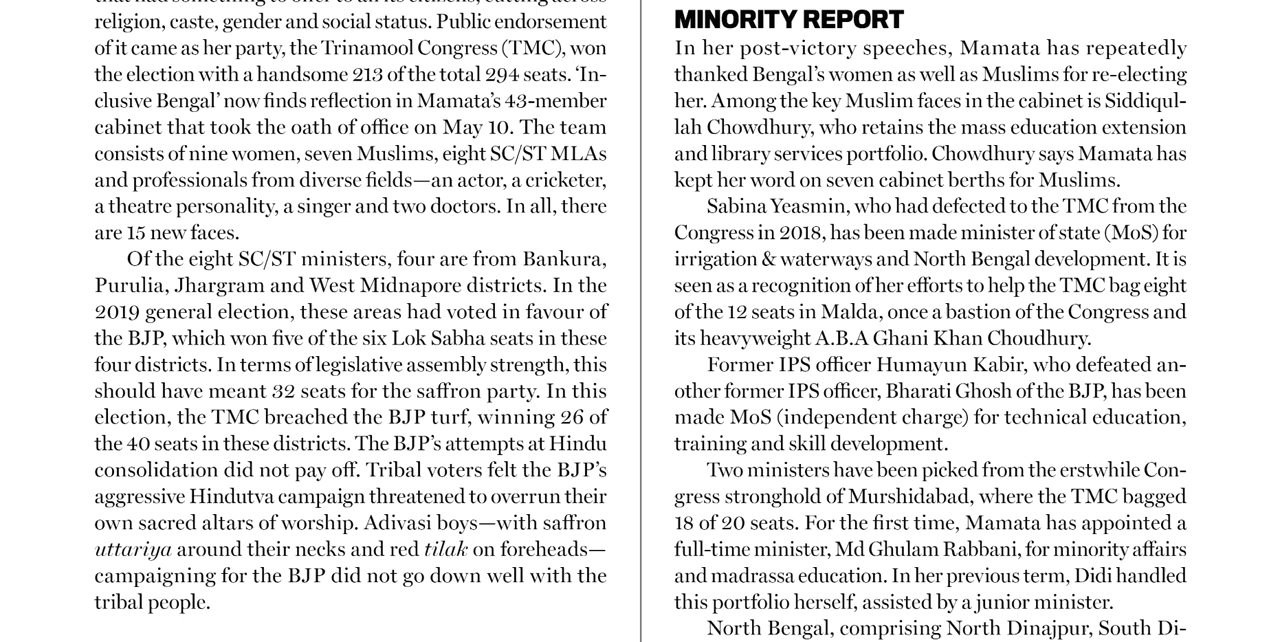 that had something to offer to all its citizens, cutting across
religion, caste, gender and social status. Public endorsement
of it came as her party, the Trinamool Congress (TMC), won
the election with a handsome 213 of the total 294 seats. ‘In-
clusive Bengal’ now finds reflection in Mamata’s 43-member
cabinet that took the oath of office on May 10. The team
consists of nine women, seven Muslims, eight SC/ST MLAs
and professionals from diverse fields—an actor, a cricketer,
a theatre personality, a singer and two doctors. In all, there
are 15 new faces.
Of the eight SC/ST ministers, four are from Bankura,
Purulia, Jhargram and West Midnapore districts. In the
2019 general election, these areas had voted in favour of
the BJP, which won five of the six Lok Sabha seats in these
four districts. In terms of legislative assembly strength, this
should have meant 32 seats for the saffron party. In this
election, the TMC breached the BJP turf, winning 26 of
the 40 seats in these districts. The BJP’s attempts at Hindu
consolidation did not pay off. Tribal voters felt the BJP’s
aggressive Hindutva campaign threatened to overrun their
own sacred altars of worship. Adivasi boys—with saffron
uttariya around their necks and red tilak on foreheads—
campaigning for the BJP did not go down well with the
tribal people.
MINORITY REPORT
In her post-victory speeches, Mamata has repeatedly
thanked Bengal’s women as well as Muslims for re-electing
her. Among the key Muslim faces in the cabinet is Siddiqul-
lah Chowdhury, who retains the mass education extension
and library services portfolio. Chowdhury says Mamata has
kept her word on seven cabinet berths for Muslims.
Sabina Yeasmin, who had defected to the TMC from the
Congress in 2018, has been made minister of state (MoS) for
irrigation & waterways and North Bengal development. It is
seen as a recognition of her efforts to help the TMC bag eight
of the 12 seats in Malda, once a bastion of the Congress and
its heavyweight A.B.A Ghani Khan Choudhury.
Former IPS officer Humayun Kabir, who defeated an-
other former IPS officer, Bharati Ghosh of the BJP, has been
made MoS (independent charge) for technical education,
training and skill development.
Two ministers have been picked from the erstwhile Con-
gress stronghold of Murshidabad, where the TMC bagged
18 of 20 seats. For the first time, Mamata has appointed a
full-time minister, Md Ghulam Rabbani, for minority affairs
and madrassa education. In her previous term, Didi handled
this portfolio herself, assisted by a junior minister.
North Bengal, comprising North Dinajpur, South Di-